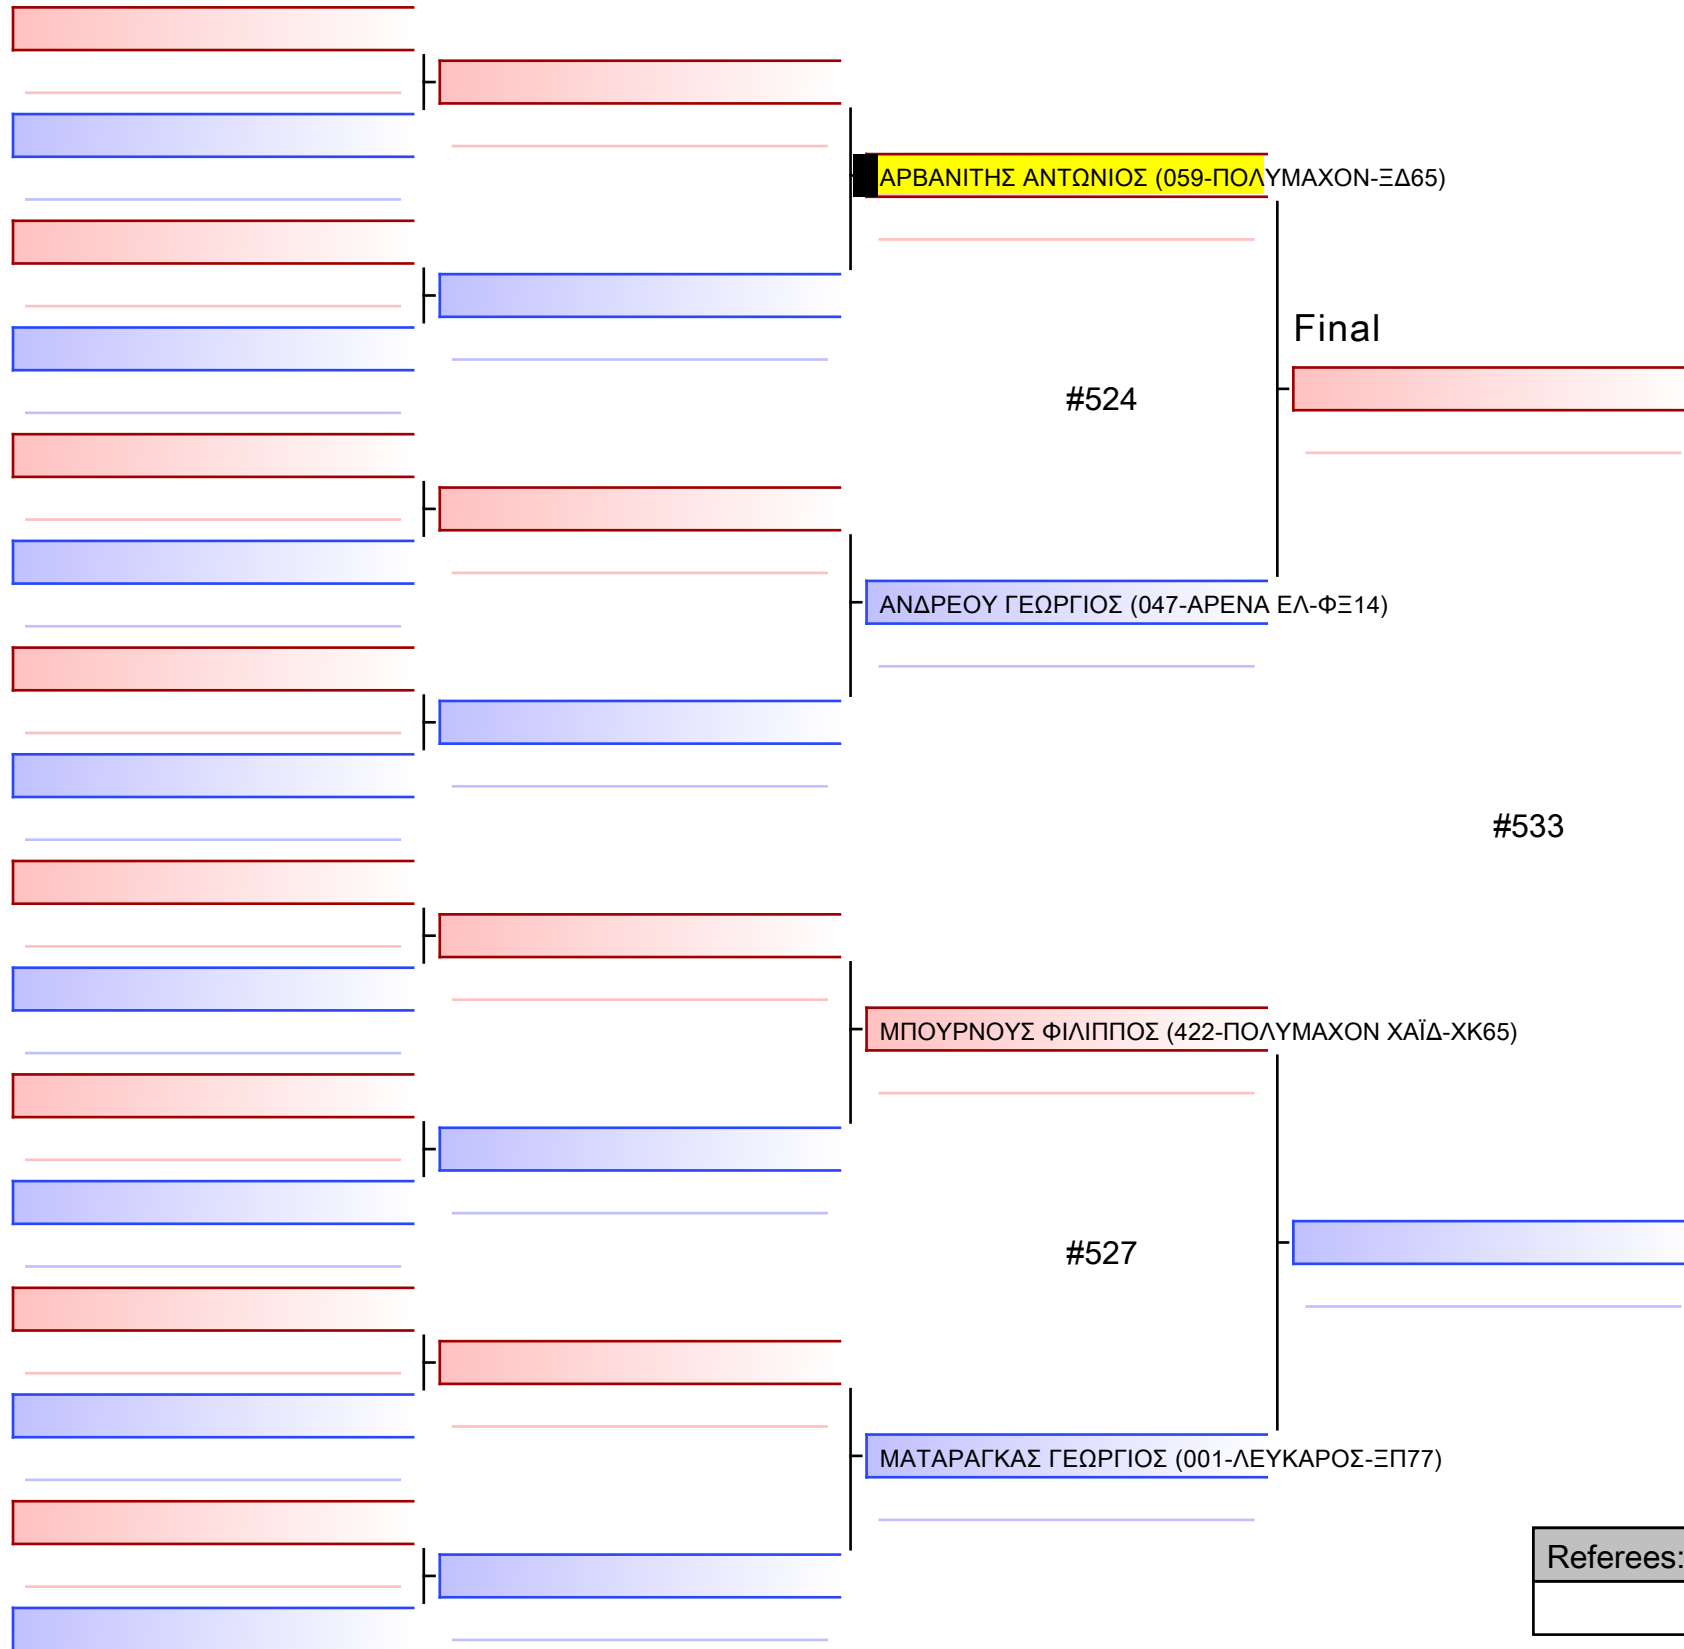 ΑΡΒΑΝΙΤΗΣ ΑΝΤΩΝΙΟΣ (059-ΠΟΛΥΜΑΧΟΝ-ΞΔ65)
Final
#524
ΑΝΔΡΕΟΥ ΓΕΩΡΓΙΟΣ (047-ΑΡΕΝΑ ΕΛ-ΦΞ14)
#533
ΜΠΟΥΡΝΟΥΣ ΦΙΛΙΠΠΟΣ (422-ΠΟΛΥΜΑΧΟΝ ΧΑΪΔ-ΧΚ65)
#527
ΜΑΤΑΡΑΓΚΑΣ ΓΕΩΡΓΙΟΣ (001-ΛΕΥΚΑΡΟΣ-ΞΠ77)
Referees: